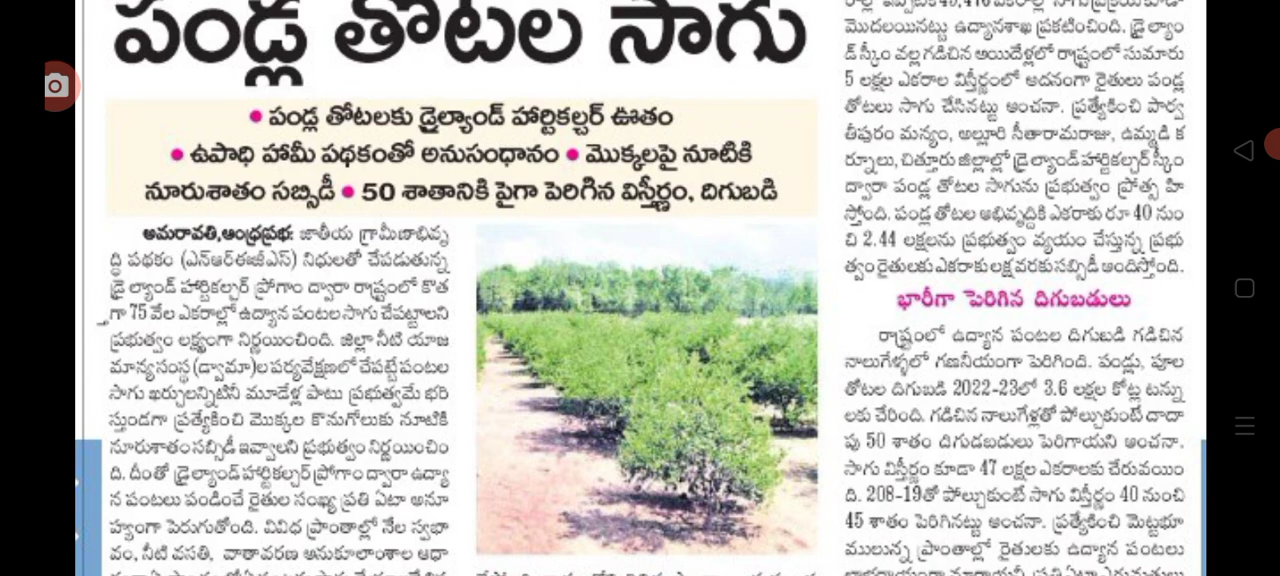 పండ్ల తోటల సాగు
• పండ్ల తోటలకు డ్రైల్యాండ్ హార్టికల్చర్ ఊతం
• ఉపాధి హామీ పథకంతో అనుసంధానం • మొక్కలపై నూటికి
నూరుశాతం సబ్సిడీ • 50 శాతానికి పైగా పెరిగిన విస్తీర్ణం, దిగుబడి
అమరావతి,ఆంధ్రప్రభ: జాతీయ గ్రామీణాభివృ
ద్ధి పథకం (ఎన్ఆర్ఈజీఎస్) నిధులతో చేపడుతున్న
డ్రై ల్యాండ్ హార్టికల్చర్ ప్రోగాం ద్వారా రాష్ట్రంలో కొత
్తగా 75 వేల ఎకరాల్లో ఉద్యాన పంటల సాగు చేపట్టాలని
ప్రభుత్వం లక్ష్యంగా నిర్ణయించింది. జిల్లా నీటి యాజ
మాన్య సంస్థ (డ్వామా)ల పర్యవేక్షణలో చేపట్టే పంటల
సాగు ఖర్చులన్నిటినీ మూడేళ్ల పాటు ప్రభుత్వమే భరి
స్తుండగా ప్రత్యేకించి మొక్కల కొనుగోలుకు నూటికి
నూరుశాతం సబ్సిడీ ఇవ్వాలని ప్రభుత్వం నిర్ణయించిం
ది. దీంతో డ్రైల్యాండ్ హార్టికల్చర్ ప్రోగాం ద్వారా ఉద్యా
న పంటలు పండించే రైతుల సంఖ్య ప్రతి ఏటా అనూ
హ్యంగా పెరుగుతోంది. వివిధ ప్రాంతాల్లో నేల స్వభా
వం, నీటి వసతి, వాతావరణ అనుకూలాంశాల ఆధా
మొదలయినట్టు ఉద్యానశాఖ ప్రకటించింది. డ్రై ల్యాం
డ్ స్కీం వల్ల గడిచిన అయిదేళ్లలో రాష్ట్రంలో సుమారు
5 లక్షల ఎకరాల విస్తీర్ణంలో అదనంగా రైతులు పండ్ల
తోటలు సాగు చేసినట్టు అంచనా. ప్రత్యేకించి పార్వ
తీపురం మన్యం, అల్లూరి సీతారామరాజు, ఉమ్మడి క
ర్నూలు, చిత్తూరు జిల్లాల్లో డ్రైల్యాండ్ హార్టికల్చర్ స్కీం
ద్వారా పండ్ల తోటల సాగును ప్రభుత్వం ప్రోత్స హి
స్తోంది. పండ్ల తోటల అభివృద్ధికి ఎకరాకు రూ 40 నుం
చి 2.44 లక్షలను ప్రభుత్వం వ్యయం చేస్తున్న ప్రభు
త్వం రైతులకు ఎకరాకు లక్ష వరకు సబ్సిడీ అందిస్తోంది.
భారీగా పెరిగిన దిగుబడులు
రాష్ట్రంలో ఉద్యాన పంటల దిగుబడి గడిచిన
నాలుగేళ్ళలో గణనీయంగా పెరిగింది. పండ్లు, పూల
తోటల దిగుబడి 2022-23లో 3.6 లక్షల కోట్ల టన్ను
లకు చేరింది. గడిచిన నాలుగేళ్లతో పోల్చుకుంటే దాదా
పు 50 శాతం దిగుడబడులు పెరిగాయని అంచనా.
సాగు విస్తీర్ణం కూడా 47 లక్షల ఎకరాలకు చేరువయిం
ది. 208-19తో పోల్చుకుంటే సాగు విస్తీర్ణం 40 నుంచి
45 శాతం పెరిగినట్టు అంచనా. ప్రత్యేకించి మెట్టభూ
ములున్న ప్రాంతాల్లో రైతులకు ఉద్యాన పంటలు